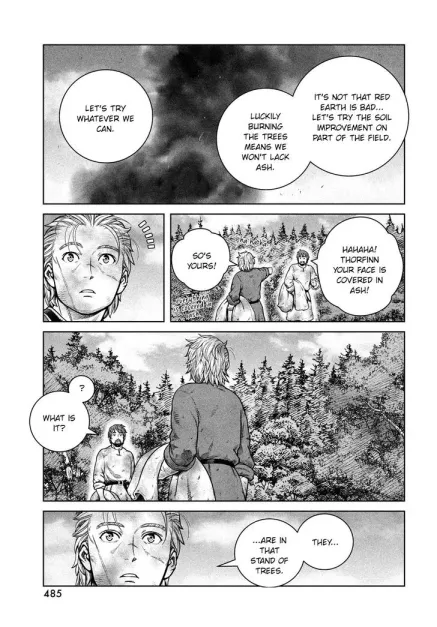 IT'S NOT THAT RED
EARTH IS BAD...
LET'S TRY THE SOIL
IMPROVEMENT ON
PART OF THE FIELD.
LUCKILY
BURNING
THE TREES
MEANS WE
WON'T LACK
ASH.
LET'S TRY
WHATEVER WE
CAN.
HAHAHA!
THORFINN
YOUR FACE IS
COVERED IN
ASH!
SO'S
YOURS!
?
WHAT IS
IT?
THEY...
...ARE IN
THAT
STAND OF
TREES.
485